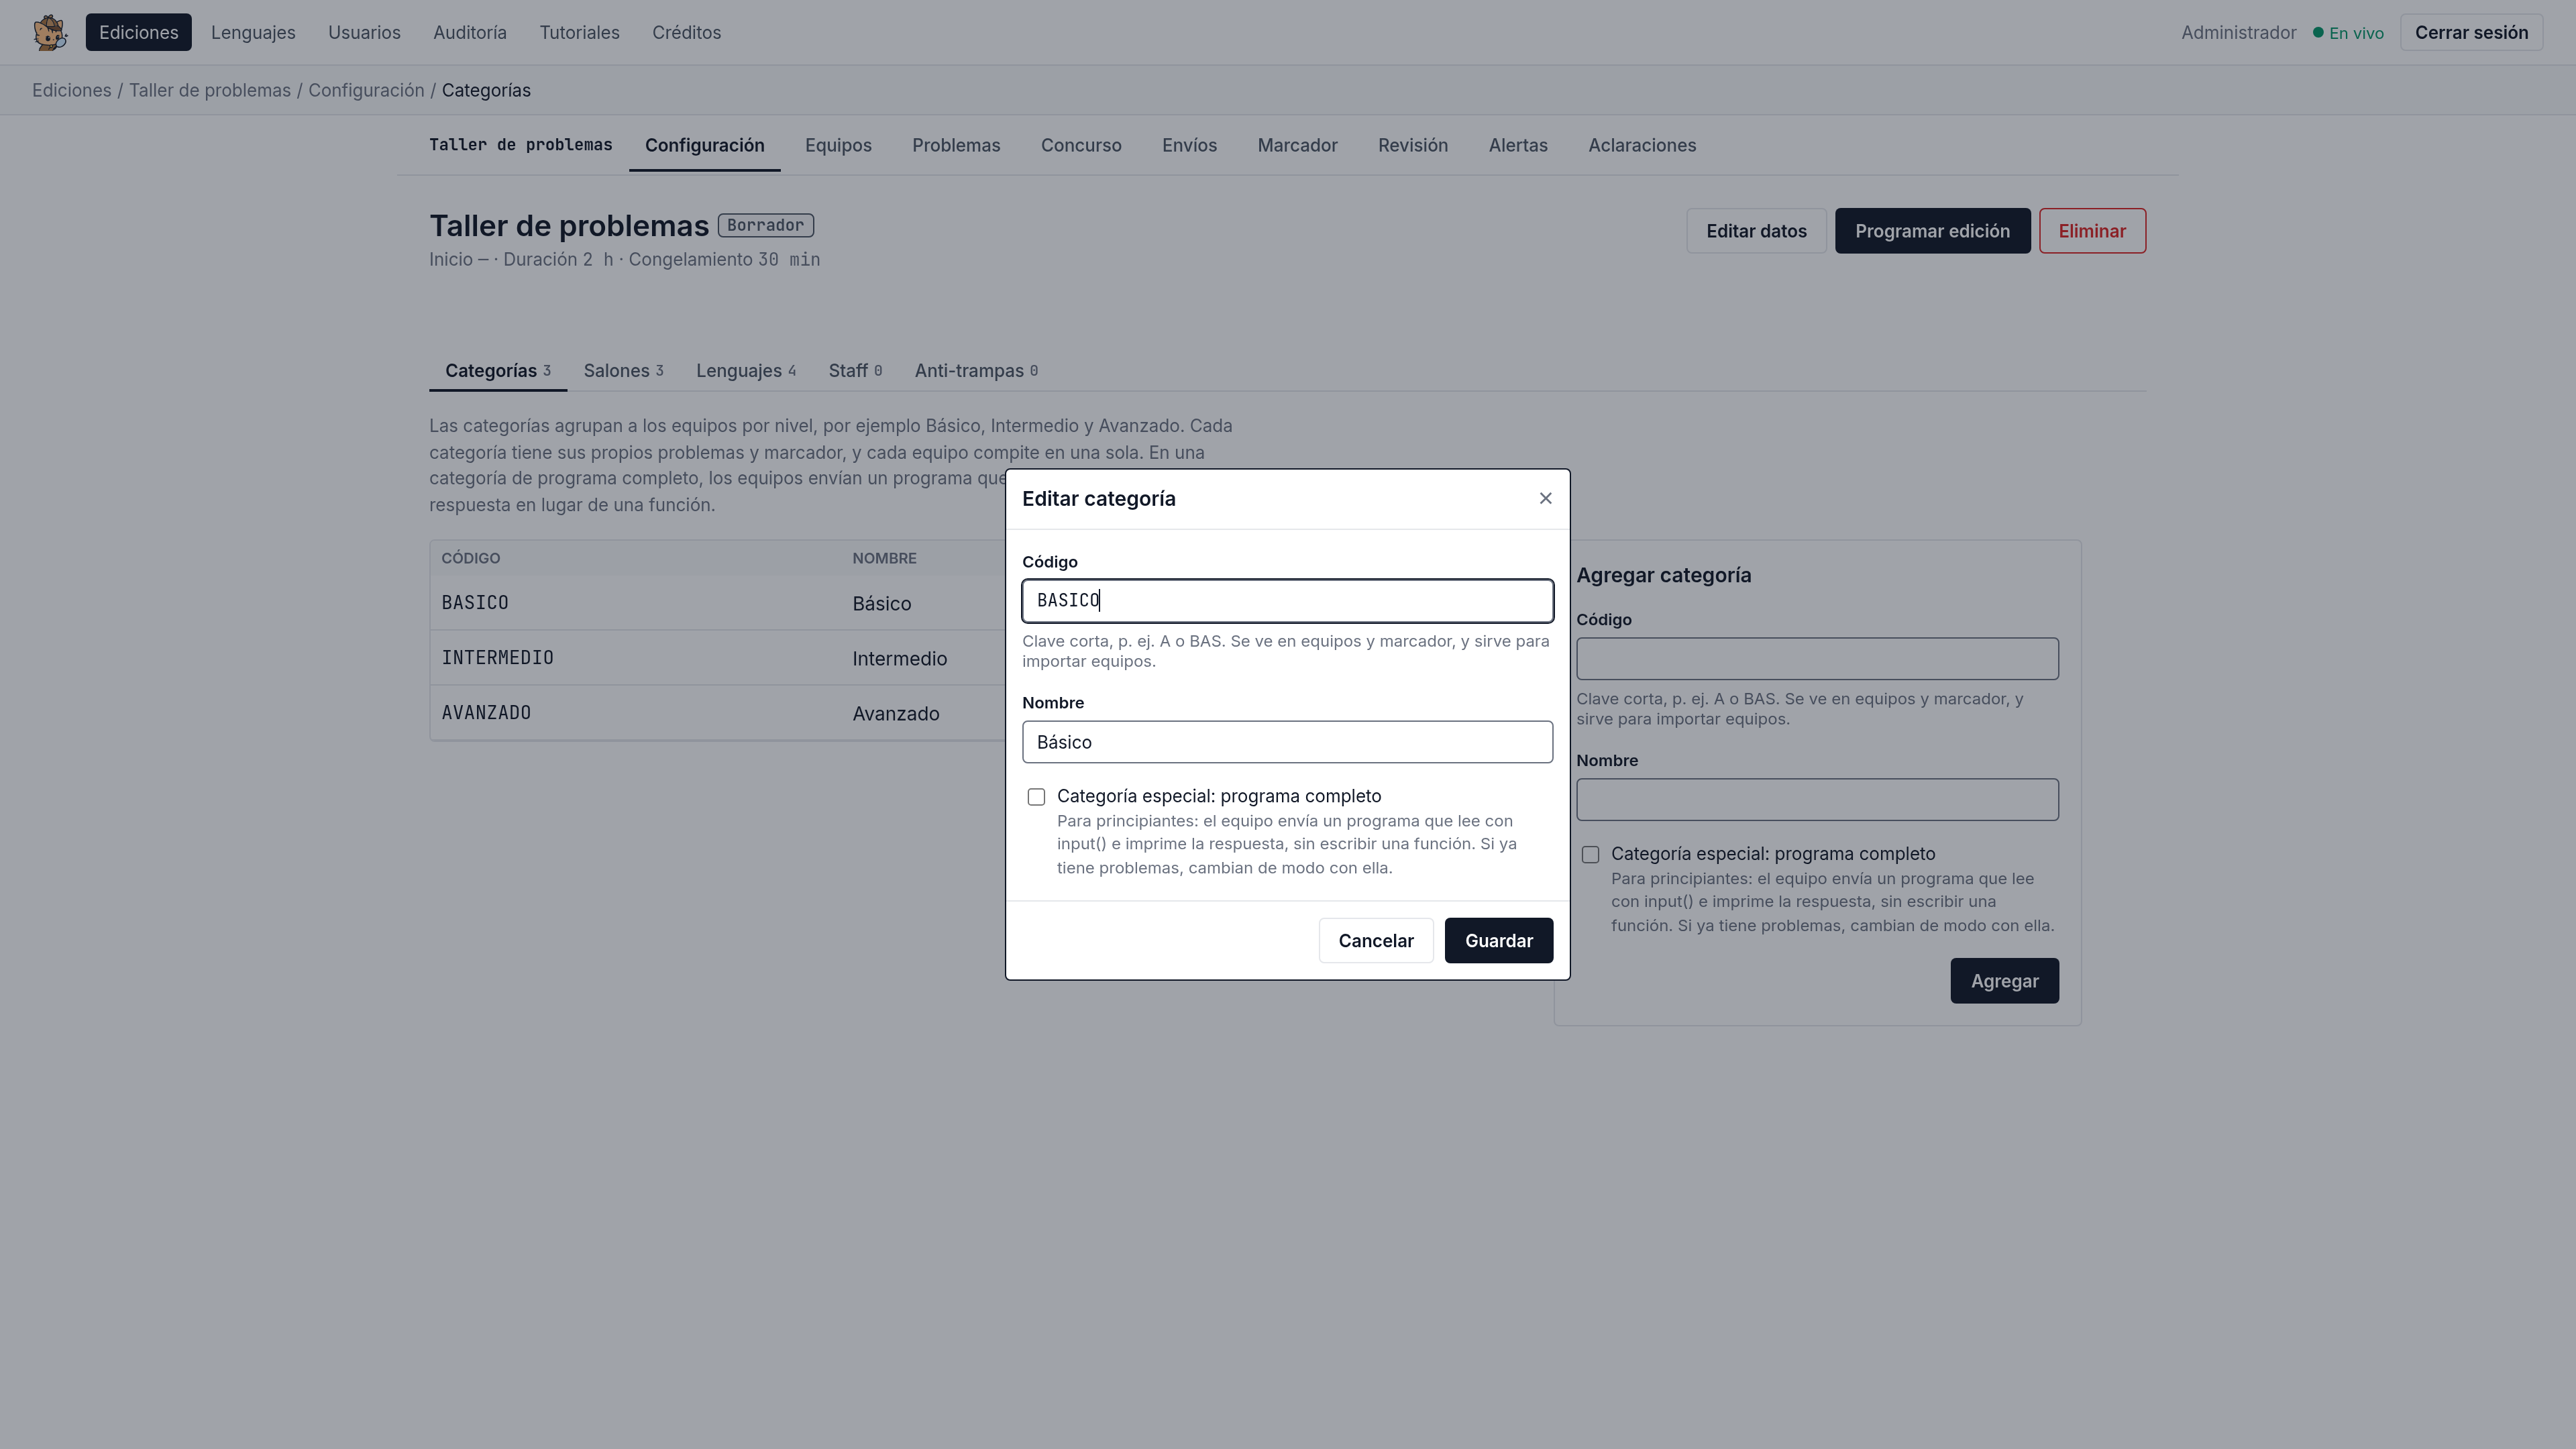 Ediciones Lenguajes Usuarios Auditoría Tutoriales Créditos Administrador En vivo Cerrar sesión
Ediciones / Taller de problemas / Configuración / Categorías
Taller de problemas Configuración Equipos Problemas Concurso Envíos Marcador Revisión Alertas Aclaraciones
Taller de problemas Borrador
Inicio — · Duración 2 h · Congelamiento 30 min
Editar datos Programar edición Eliminar
Categorías 3 Salones 3 Lenguajes 4 Staff 0 Anti-trampas 0
Las categorías agrupan a los equipos por nivel, por ejemplo Básico, Intermedio y Avanzado. Cada
categoría tiene sus propios problemas y marcador, y cada equipo compite en una sola. En una
categoría de programa completo, los equipos envían un programa que
respuesta en lugar de una función.
CÓDIGO NOMBRE
BASICO Básico
INTERMEDIO Intermedio
AVANZADO Avanzado
Editar categoría
Código
BASICO
Clave corta, p. ej. A o BAS. Se ve en equipos y marcador, y sirve para
importar equipos.
Nombre
Básico
Categoría especial: programa completo
Para principiantes: el equipo envía un programa que lee con
input() e imprime la respuesta, sin escribir una función. Si ya
tiene problemas, cambian de modo con ella.
Cancelar Guardar
Agregar categoría
Código
Clave corta, p. ej. A o BAS. Se ve en equipos y marcador, y
sirve para importar equipos.
Nombre
Categoría especial: programa completo
Para principiantes: el equipo envía un programa que lee
con input() e imprime la respuesta, sin escribir una
función. Si ya tiene problemas, cambian de modo con ella.
Agregar